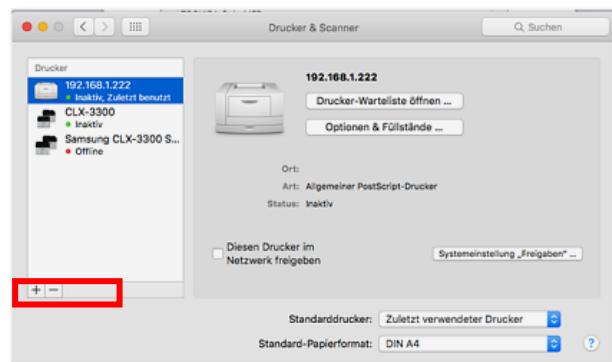 Drucker & Scanner
Suchen
Drucker
192.168.1.222
Inaktiv, Zuletzt benutzt
CLX-3300
Inaktiv
Samsung CLX-3300 S...
Offline
+ −
192.168.1.222
Drucker-Warteliste öffnen ...
Optionen & Füllstände ...
Ort:
Art: Allgemeiner PostScript-Drucker
Status: Inaktiv
Diesen Drucker im
Netzwerk freigeben
Systemeinstellung „Freigaben“ ...
Standarddrucker: Zuletzt verwendeter Drucker
Standard-Papierformat: DIN A4
?